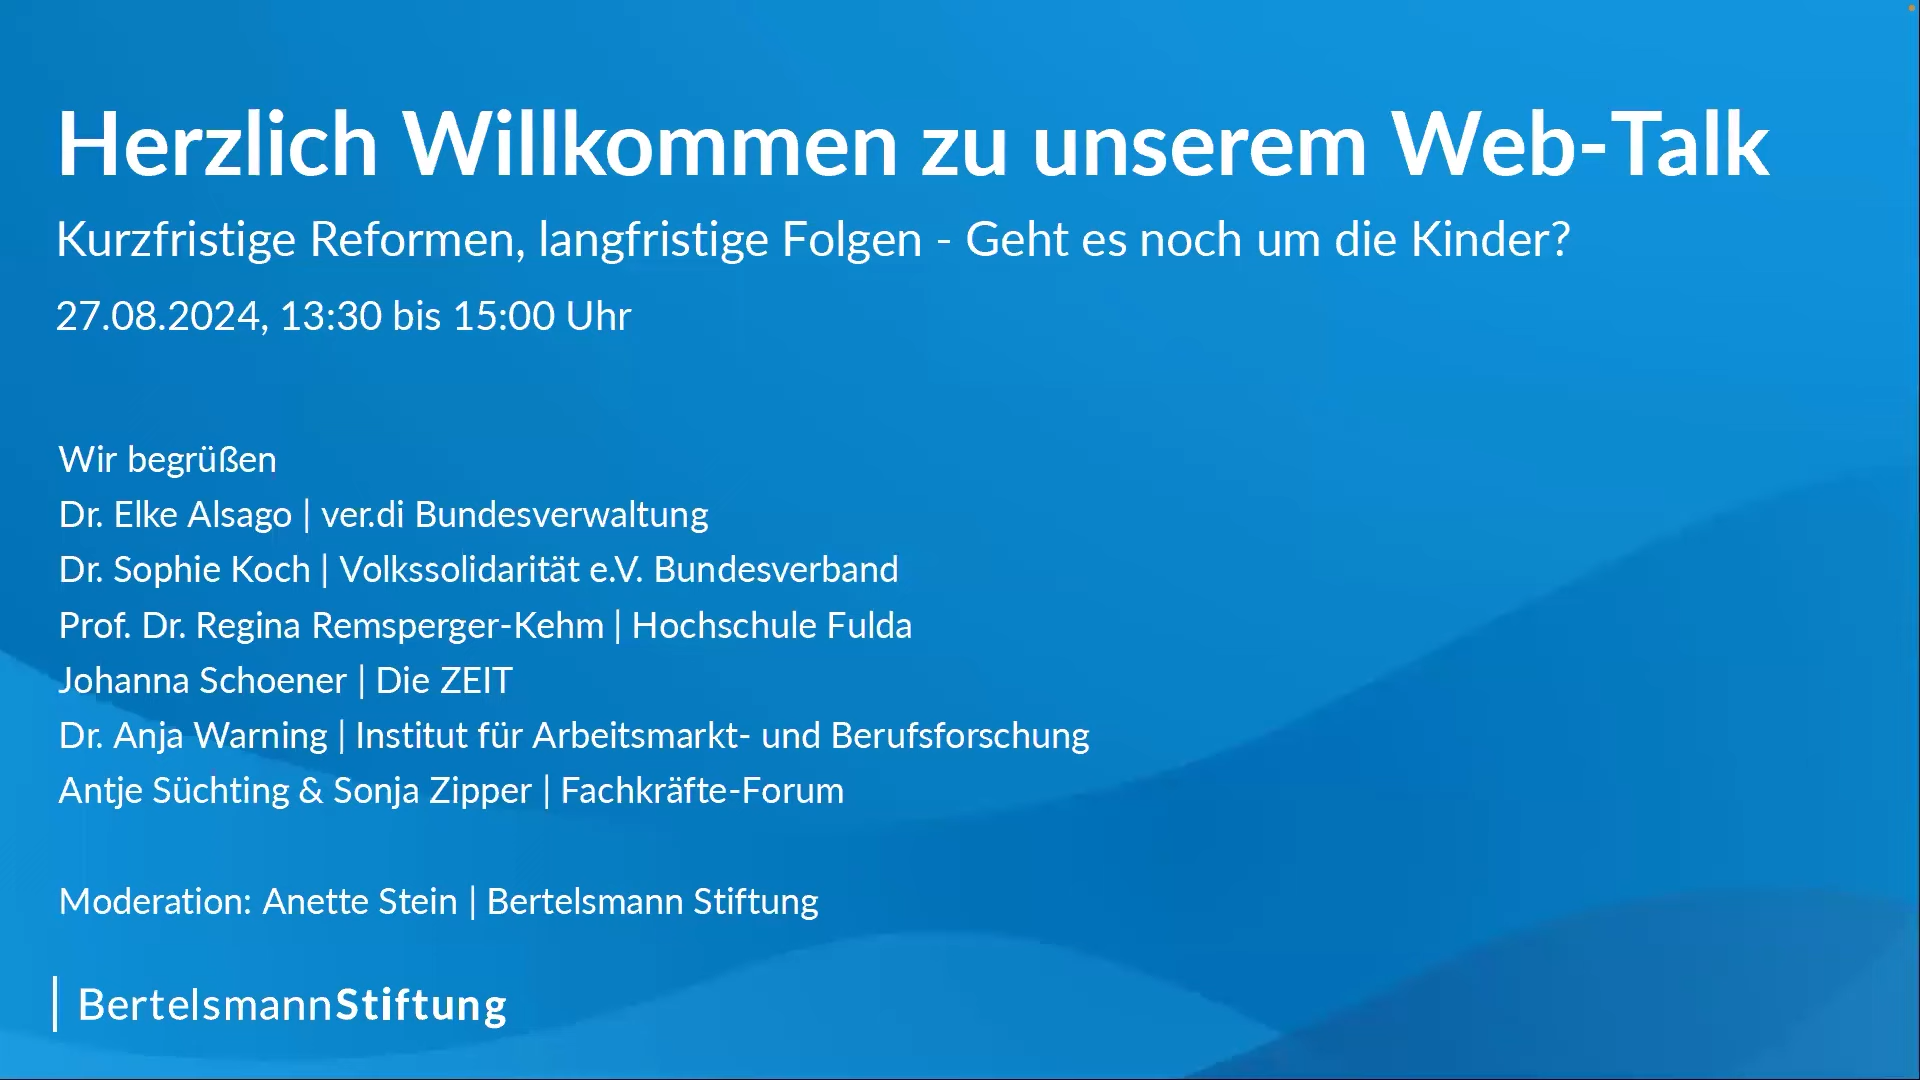 Herzlich Willkommen zu unserem Web-Talk
Kurzfristige Reformen, langfristige Folgen - Geht es noch um die Kinder?
27.08.2024, 13:30 bis 15:00 Uhr
Wir begrüßen
Dr. Elke Alsago | ver.di Bundesverwaltung
Dr. Sophie Koch | Volkssolidarität e.V. Bundesverband
Prof. Dr. Regina Remsperger-Kehm | Hochschule Fulda
Johanna Schoener | Die ZEIT
Dr. Anja Warning | Institut für Arbeitsmarkt- und Berufsforschung
Antje Süchting & Sonja Zipper | Fachkräfte-Forum
Moderation: Anette Stein | Bertelsmann Stiftung
BertelsmannStiftung